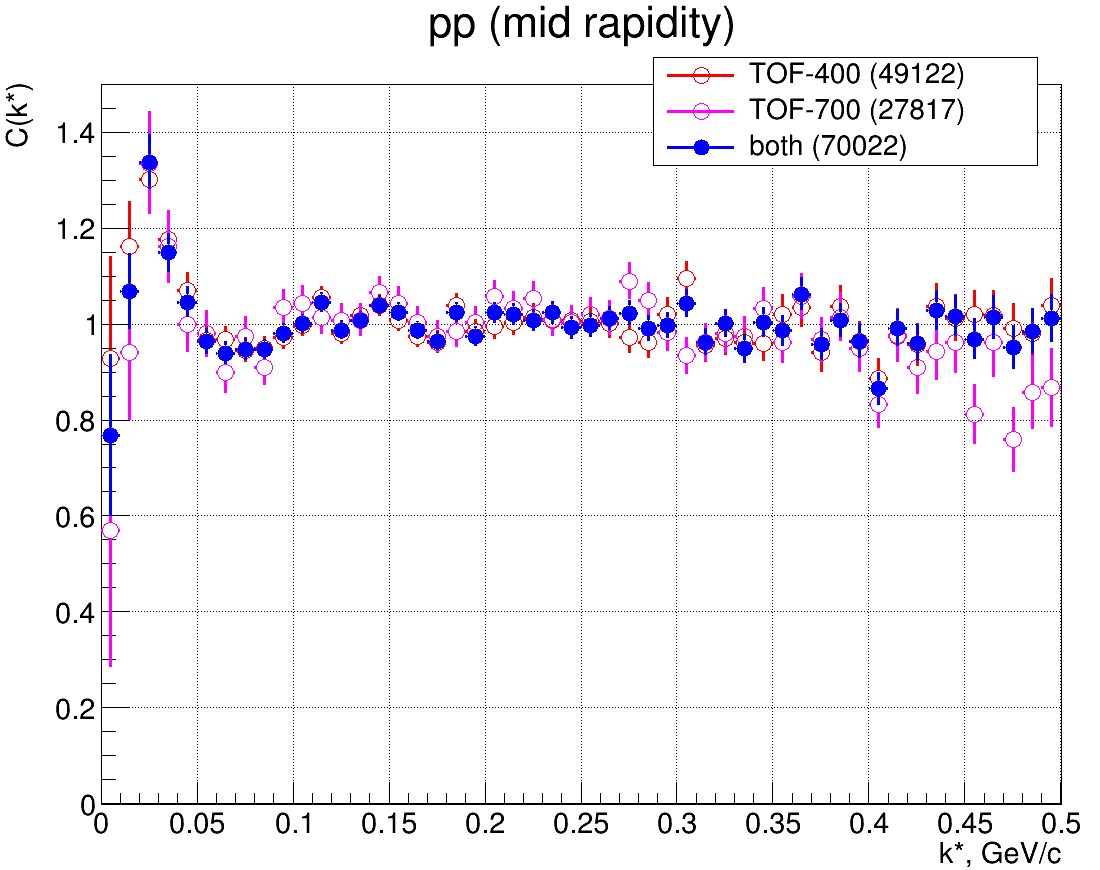 pp (mid rapidity)
TOF-400 (49122)
TOF-700 (27817)
both (70022)
C(k*)
1.4
1.2
1
0.8
0.6
0.4
0.2
0
0 0.05 0.1 0.15 0.2 0.25 0.3 0.35 0.4 0.45 0.5
k*, GeV/c